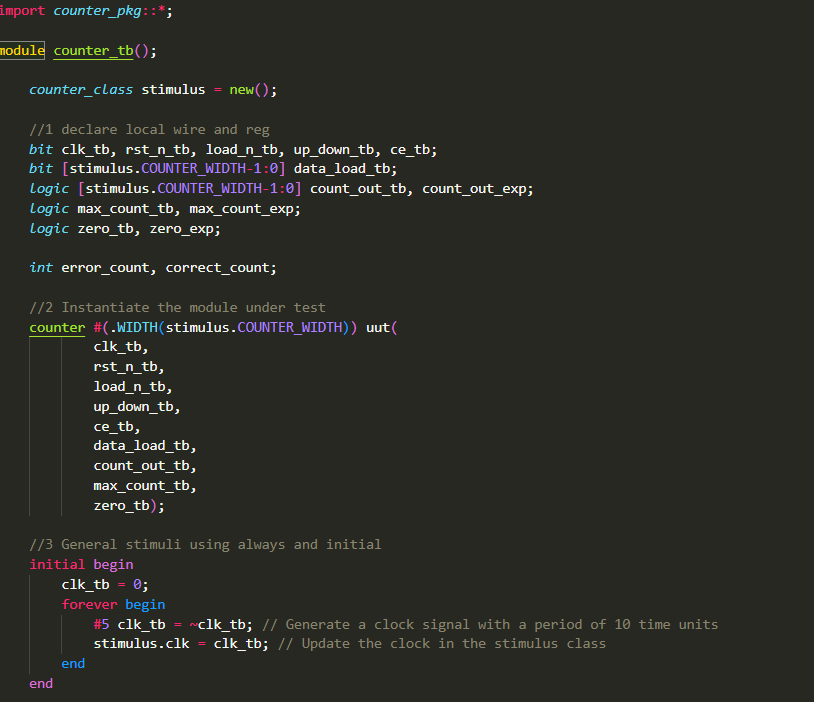 import counter_pkg::*;
module counter_tb();
counter_class stimulus = new();
//1 declare local wire and reg
bit clk_tb, rst_n_tb, load_n_tb, up_down_tb, ce_tb;
bit [stimulus.COUNTER_WIDTH-1:0] data_load_tb;
logic [stimulus.COUNTER_WIDTH-1:0] count_out_tb, count_out_exp;
logic max_count_tb, max_count_exp;
logic zero_tb, zero_exp;
int error_count, correct_count;
//2 Instantiate the module under test
counter #(.WIDTH(stimulus.COUNTER_WIDTH)) uut(
clk_tb,
rst_n_tb,
load_n_tb,
up_down_tb,
ce_tb,
data_load_tb,
count_out_tb,
max_count_tb,
zero_tb);
//3 General stimuli using always and initial
initial begin
clk_tb = 0;
forever begin
#5 clk_tb = ~clk_tb; // Generate a clock signal with a period of 10 time units
stimulus.clk = clk_tb; // Update the clock in the stimulus class
end
end